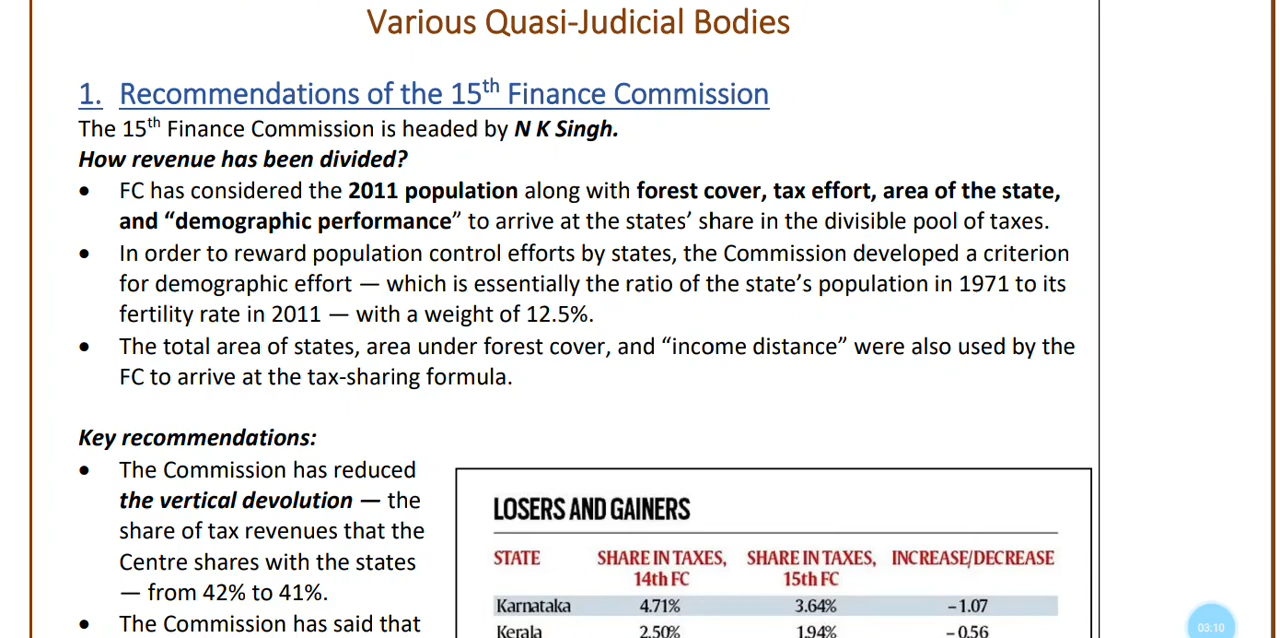 Various Quasi-Judicial Bodies
1. Recommendations of the 15th Finance Commission
The 15th Finance Commission is headed by N K Singh.
How revenue has been divided?
• FC has considered the 2011 population along with forest cover, tax effort, area of the state,
and “demographic performance” to arrive at the states’ share in the divisible pool of taxes.
• In order to reward population control efforts by states, the Commission developed a criterion
for demographic effort — which is essentially the ratio of the state’s population in 1971 to its
fertility rate in 2011 — with a weight of 12.5%.
• The total area of states, area under forest cover, and “income distance” were also used by the
FC to arrive at the tax-sharing formula.
Key recommendations:
• The Commission has reduced
the vertical devolution — the
share of tax revenues that the
Centre shares with the states
— from 42% to 41%.
• The Commission has said that
LOSERS AND GAINERS
STATE SHARE IN TAXES, SHARE IN TAXES, INCREASE/DECREASE
14th FC 15th FC
Karnataka 4.71% 3.64% –1.07
Kerala 2.50% 1.94% –0.56
03:10